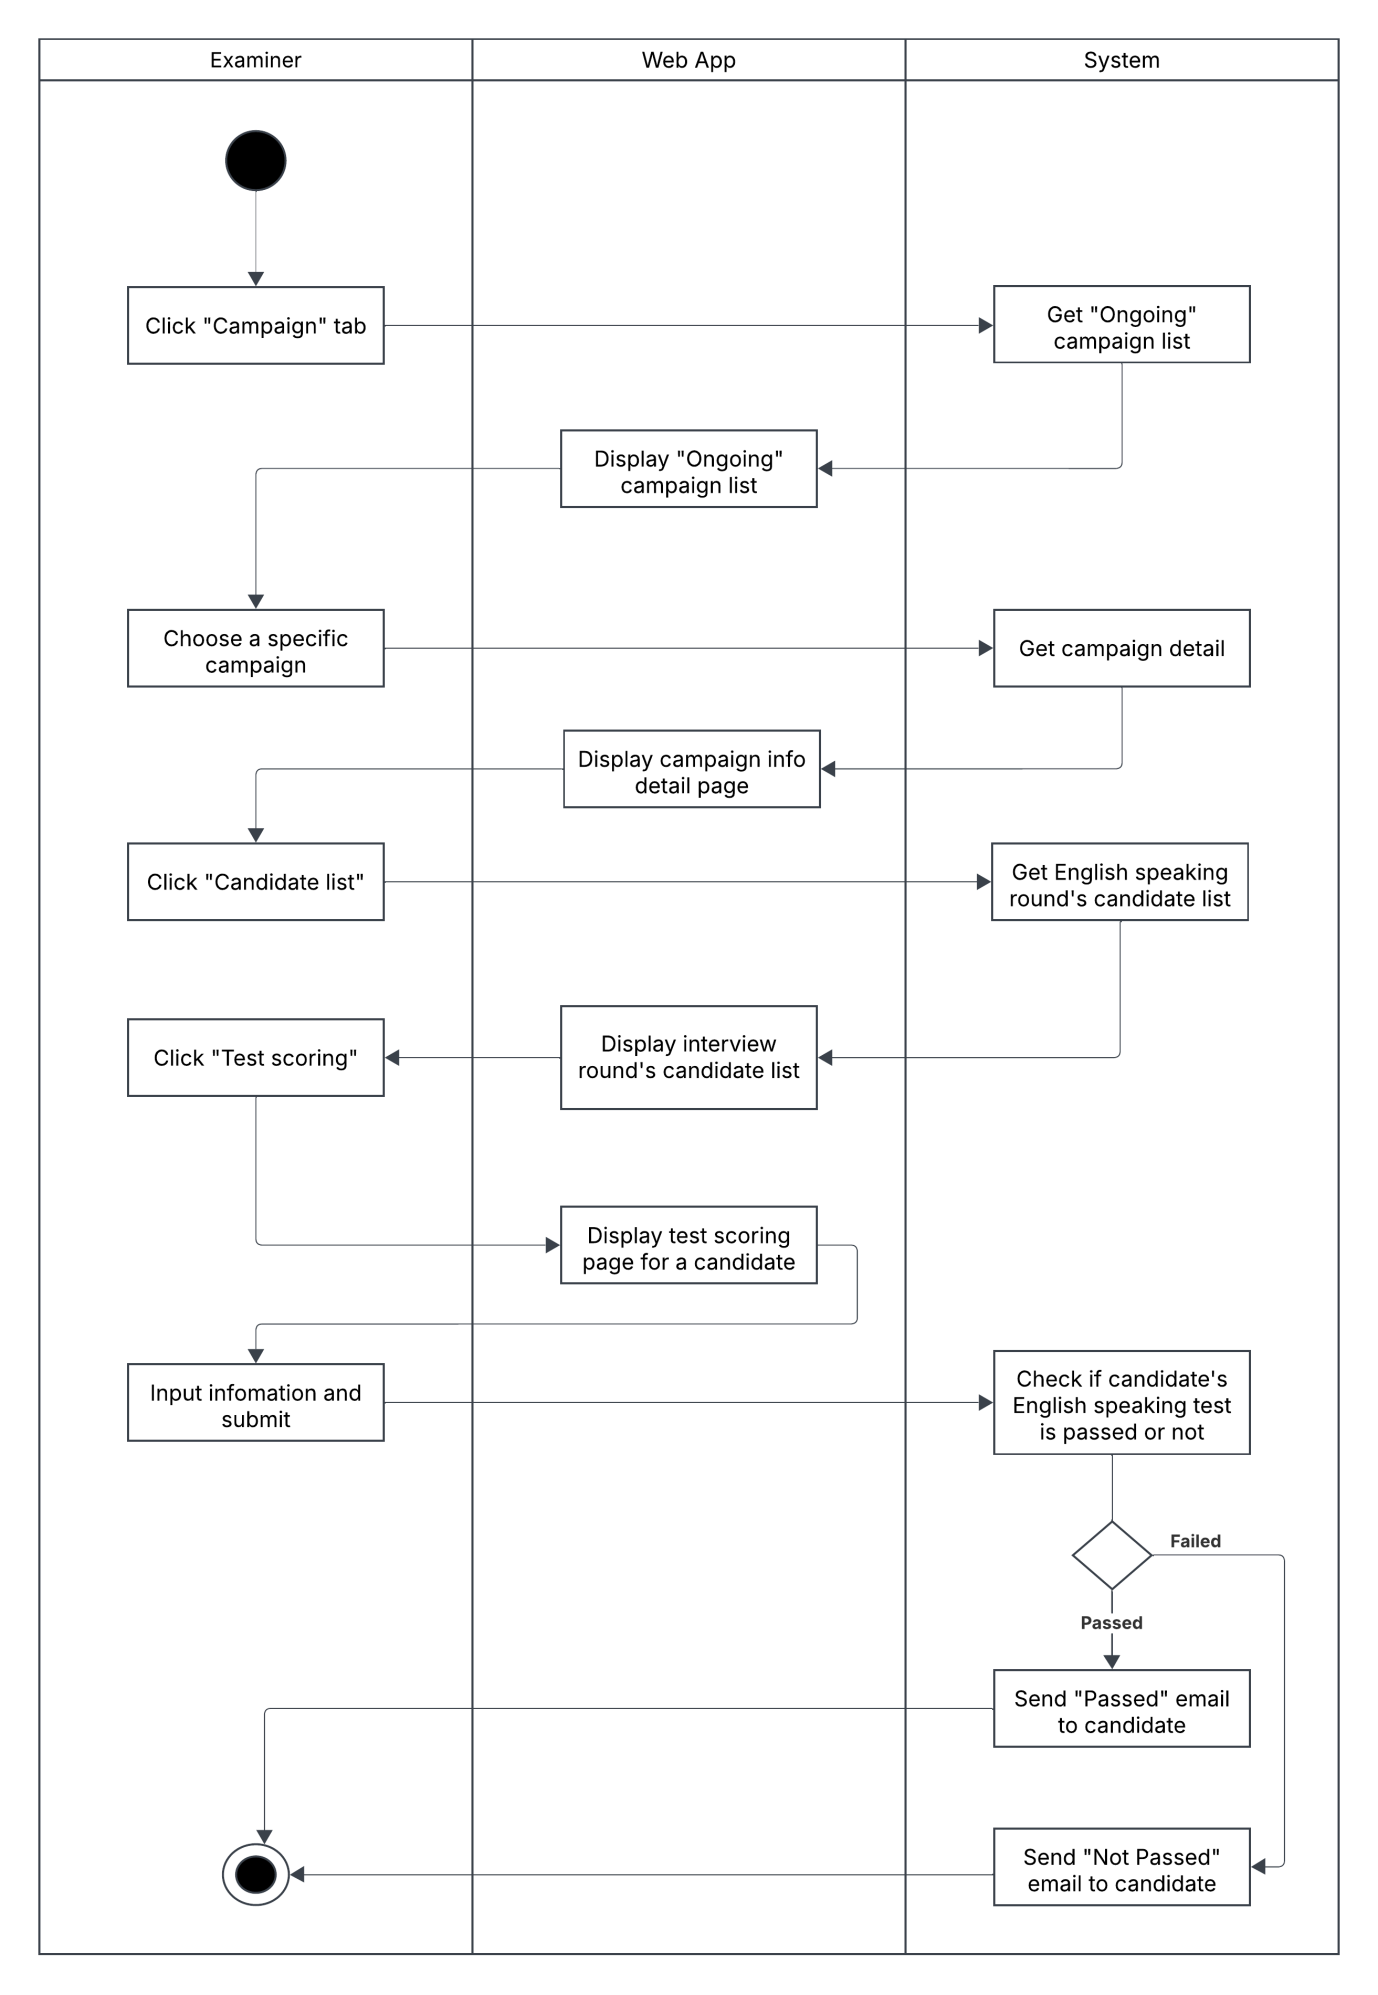 Examiner
Web App
System
Click "Campaign" tab
Get "Ongoing"
campaign list
Display "Ongoing"
campaign list
Choose a specific
campaign
Get campaign detail
Display campaign info
detail page
Click "Candidate list"
Get English speaking
round's candidate list
Click "Test scoring"
Display interview
round's candidate list
Display test scoring
page for a candidate
Input infomation and
submit
Check if candidate's
English speaking test
is passed or not
Failed
Passed
Send "Passed" email
to candidate
Send "Not Passed"
email to candidate